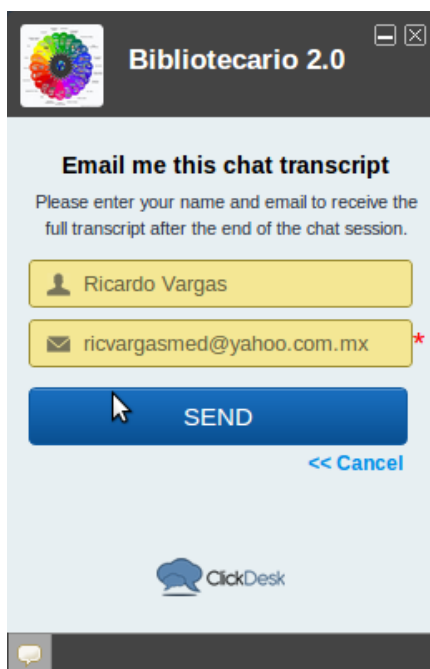 Bibliotecario 2.0
Email me this chat transcript
Please enter your name and email to receive the
full transcript after the end of the chat session.
Ricardo Vargas
ricvargasmed@yahoo.com.mx *
SEND
<< Cancel
ClickDesk